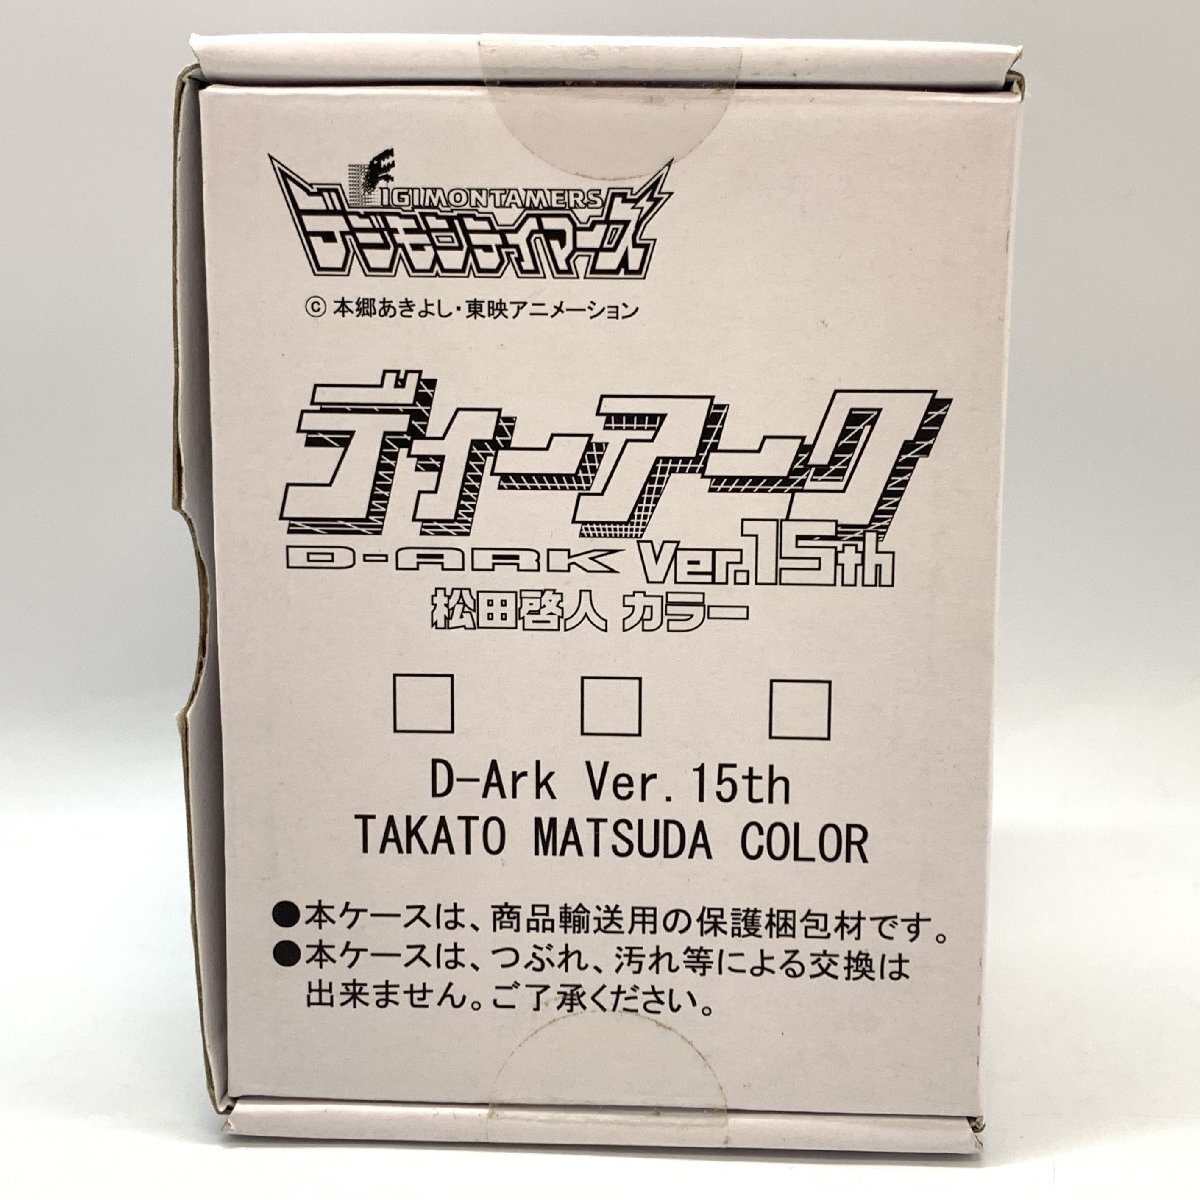 DIGIMONTAMERS
デジモンテイマーズ
©本郷あきよし・東映アニメーション
ディーアーク
D-ARK Ver.15th
松田啓人 カラー
D-Ark Ver.15th
TAKATO MATSUDA COLOR
●本ケースは、商品輸送用の保護梱包材です。
●本ケースは、つぶれ、汚れ等による交換は
出来ません。ご了承ください。